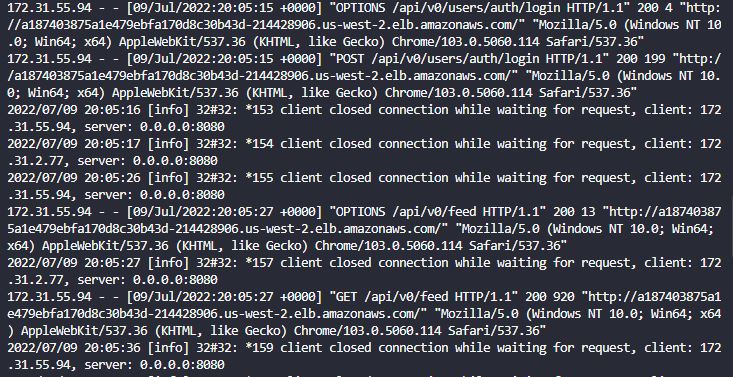 172.31.55.94 - - [09/Jul/2022:20:05:15 +0000] "OPTIONS /api/v0/users/auth/login HTTP/1.1" 200 4 "http:
//a187403875a1e479ebfa170d8c30b43d-214428906.us-west-2.elb.amazonaws.com/" "Mozilla/5.0 (Windows NT 10
.0; Win64; x64) AppleWebKit/537.36 (KHTML, like Gecko) Chrome/103.0.5060.114 Safari/537.36"
172.31.55.94 - - [09/Jul/2022:20:05:15 +0000] "POST /api/v0/users/auth/login HTTP/1.1" 200 199 "http:/
/a187403875a1e479ebfa170d8c30b43d-214428906.us-west-2.elb.amazonaws.com/" "Mozilla/5.0 (Windows NT 10.
0; Win64; x64) AppleWebKit/537.36 (KHTML, like Gecko) Chrome/103.0.5060.114 Safari/537.36"
2022/07/09 20:05:16 [info] 32#32: *153 client closed connection while waiting for request, client: 172
.31.55.94, server: 0.0.0.0:8080
2022/07/09 20:05:17 [info] 32#32: *154 client closed connection while waiting for request, client: 172
.31.2.77, server: 0.0.0.0:8080
2022/07/09 20:05:26 [info] 32#32: *155 client closed connection while waiting for request, client: 172
.31.55.94, server: 0.0.0.0:8080
172.31.55.94 - - [09/Jul/2022:20:05:27 +0000] "OPTIONS /api/v0/feed HTTP/1.1" 200 13 "http://a18740387
5a1e479ebfa170d8c30b43d-214428906.us-west-2.elb.amazonaws.com/" "Mozilla/5.0 (Windows NT 10.0; Win64;
x64) AppleWebKit/537.36 (KHTML, like Gecko) Chrome/103.0.5060.114 Safari/537.36"
2022/07/09 20:05:27 [info] 32#32: *157 client closed connection while waiting for request, client: 172
.31.2.77, server: 0.0.0.0:8080
172.31.55.94 - - [09/Jul/2022:20:05:27 +0000] "GET /api/v0/feed HTTP/1.1" 200 920 "http://a187403875a1
e479ebfa170d8c30b43d-214428906.us-west-2.elb.amazonaws.com/" "Mozilla/5.0 (Windows NT 10.0; Win64; x64
) AppleWebKit/537.36 (KHTML, like Gecko) Chrome/103.0.5060.114 Safari/537.36"
2022/07/09 20:05:36 [info] 32#32: *159 client closed connection while waiting for request, client: 172
.31.55.94, server: 0.0.0.0:8080